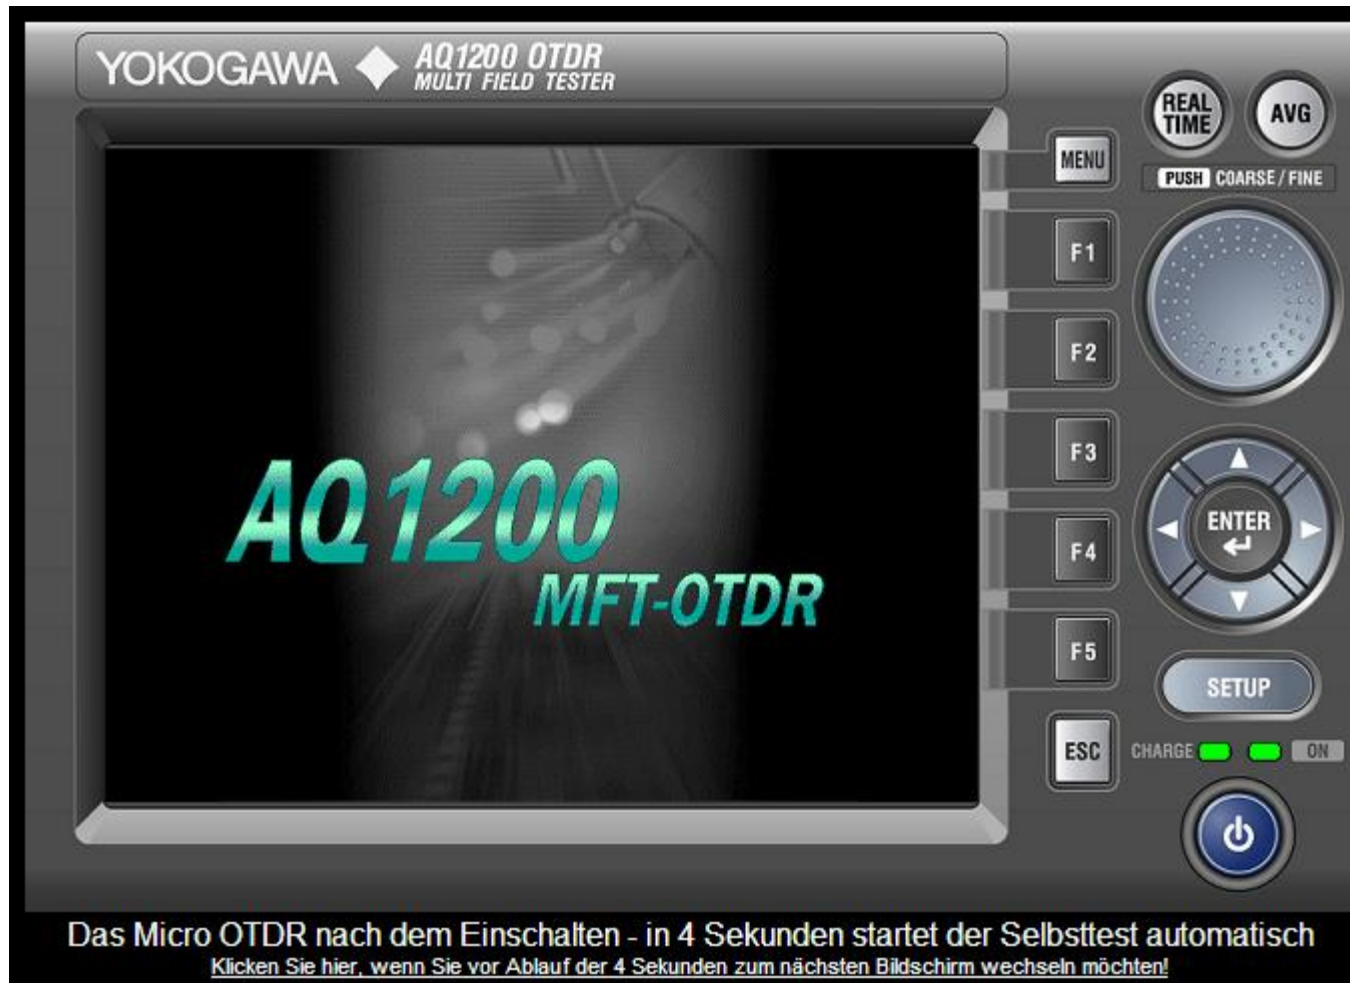 YOKOGAWA ◆ AQ1200 OTDR
MULTI FIELD TESTER
REAL TIME
AVG
MENU
PUSH COARSE / FINE
F1
F2
F3
AQ1200
ENTER
F4
MFT-OTDR
F5
SETUP
ESC
CHARGE
ON
Das Micro OTDR nach dem Einschalten - in 4 Sekunden startet der Selbsttest automatisch
Klicken Sie hier, wenn Sie vor Ablauf der 4 Sekunden zum nächsten Bildschirm wechseln möchten!